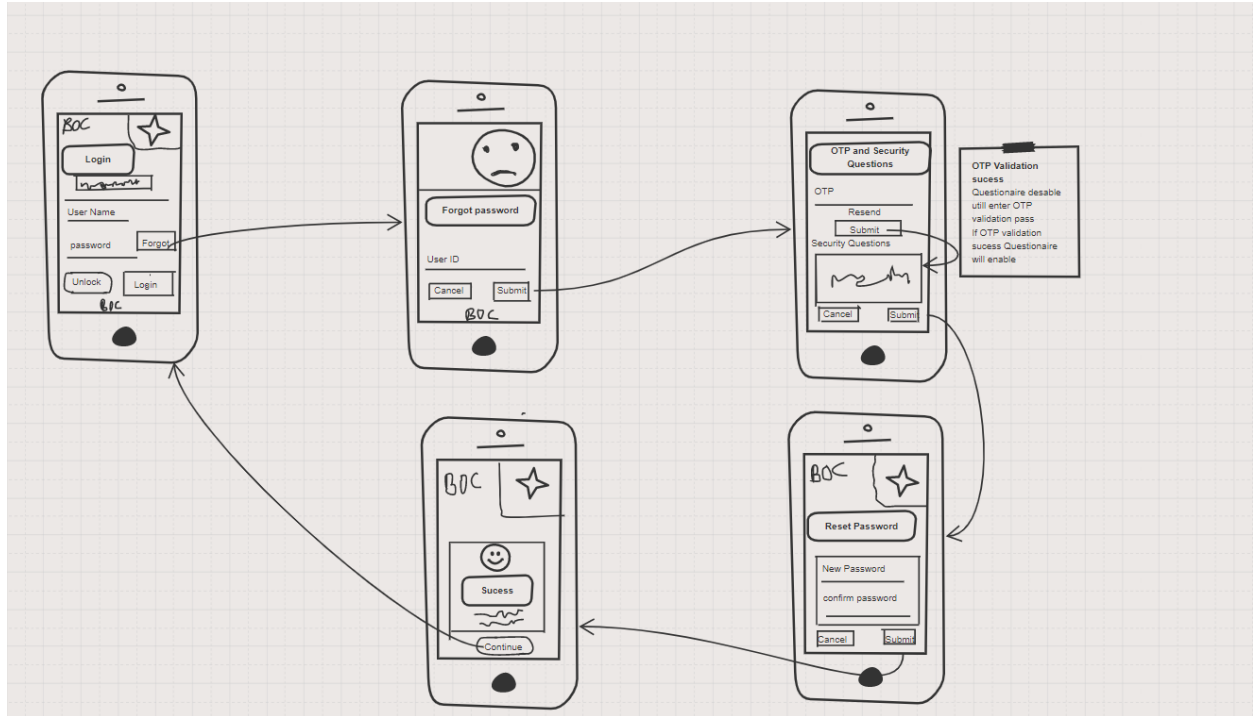 BOC
Login
User Name
password
Forgot
Unlock
Login
BOC
Forgot password
User ID
Cancel
Submit
BOC
OTP and Security
Questions
OTP
Resend
Submit
Security Questions
Cancel
Submit
OTP Validation
sucess
Questionaire desable
utill enter OTP
validation pass
If OTP validation
sucess Questionaire
will enable
BOC
Sucess
Continue
BOC
Reset Password
New Password
confirm password
Cancel
Submit